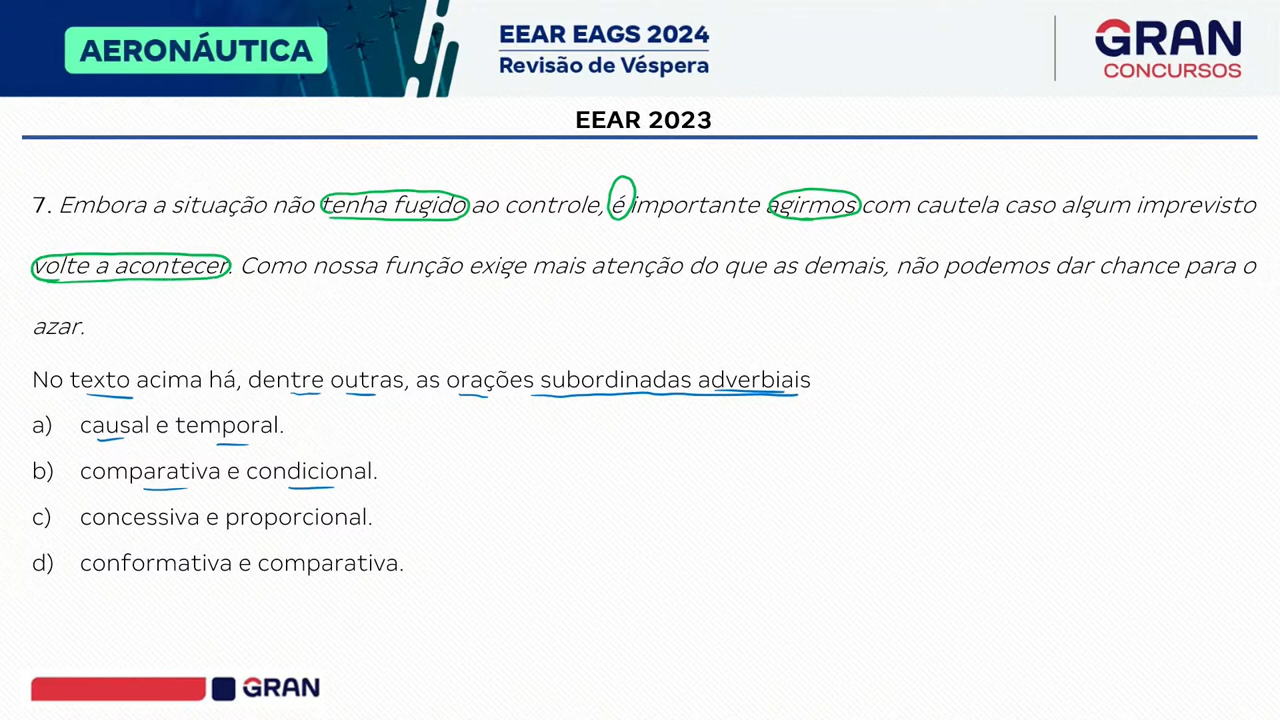 AERONÁUTICA
EEAR EAGS 2024
Revisão de Véspera
GRAN
CONCURSOS
EEAR 2023
7. Embora a situação não tenha fugido ao controle, é importante agirmos com cautela caso algum imprevisto
volte a acontecer. Como nossa função exige mais atenção do que as demais, não podemos dar chance para o
azar.
No texto acima há, dentre outras, as orações subordinadas adverbiais
a) causal e temporal.
b) comparativa e condicional.
c) concessiva e proporcional.
d) conformativa e comparativa.
GRAN